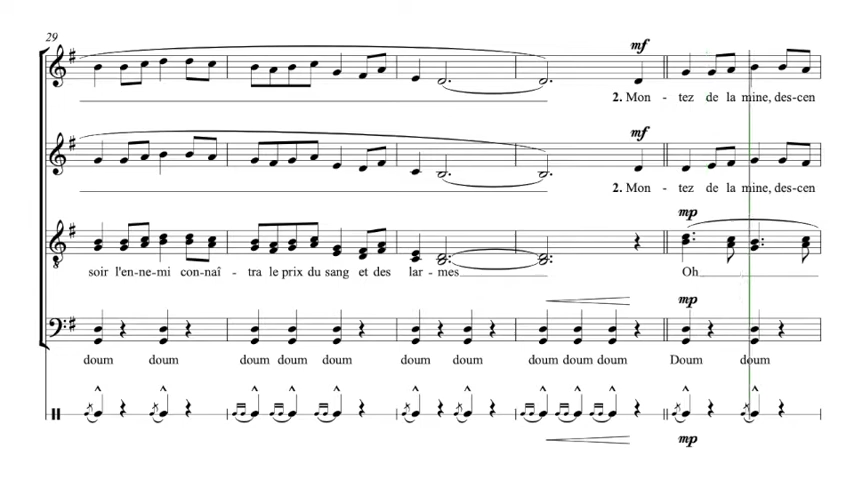 29
mf
2. Mon - tez de la mine, des-cen
mf
2. Mon - tez de la mine, des-cen
mp
soir l'en-ne-mi con-naî - tra le prix du sang et des lar-mes Oh
mp
doum doum doum doum doum doum doum doum doum doum Doum doum
mp